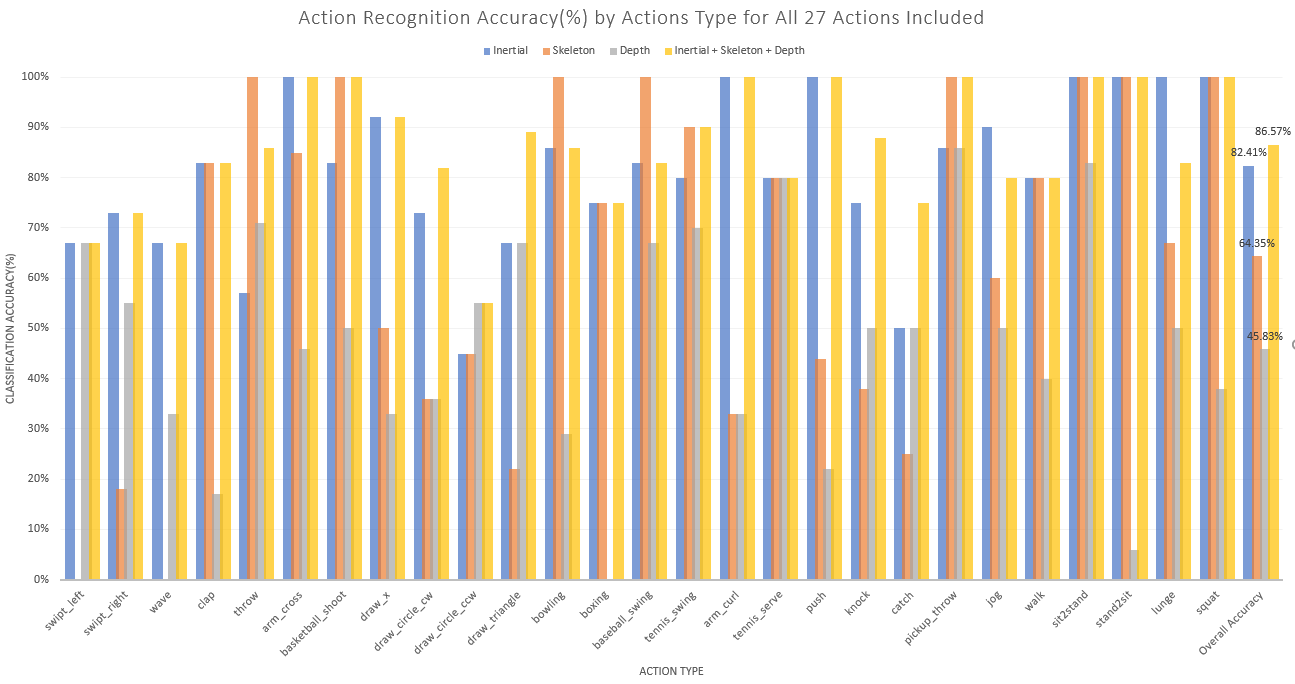 Action Recognition Accuracy(%) by Actions Type for All 27 Actions Included
Inertial Skeleton Depth Inertial + Skeleton + Depth
100%
90%
80%
70%
60%
50%
40%
30%
20%
10%
0%
CLASSIFICATION ACCURACY(%)
86.57%
82.41%
64.35%
45.83%
swipt_left
swipt_right
wave
clap
throw
arm_cross
basketball_shoot
draw_x
draw_circle_cw
draw_circle_ccw
draw_triangle
bowling
boxing
baseball_swing
tennis_swing
arm_curl
tennis_serve
push
knock
catch
pickup_throw
jog
walk
sit2stand
stand2sit
lunge
squat
Overall Accuracy
ACTION TYPE